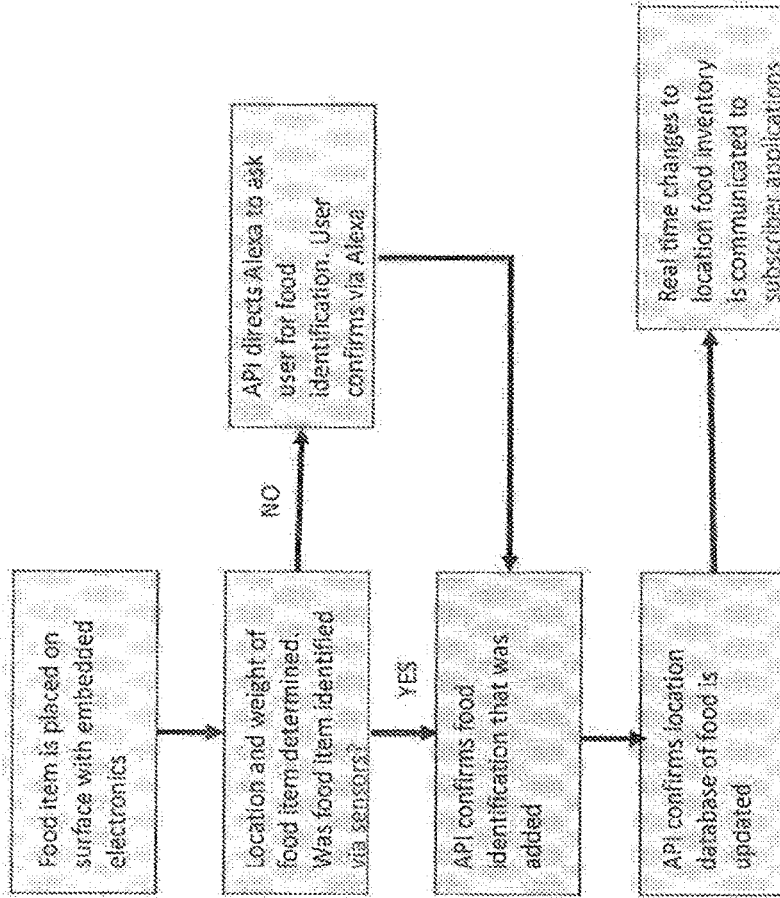 Food item is placed on
surface with embedded
electronics
Location and weight of
food item determined.
Was food item identified
via sensors?
NO
API directs Alexa to ask
user for food
identification. User
confirms via Alexa
YES
API confirms food
identification that was
added
API confirms location
database of food is
updated
Real time changes to
location food inventory
is communicated to
subscriber applications